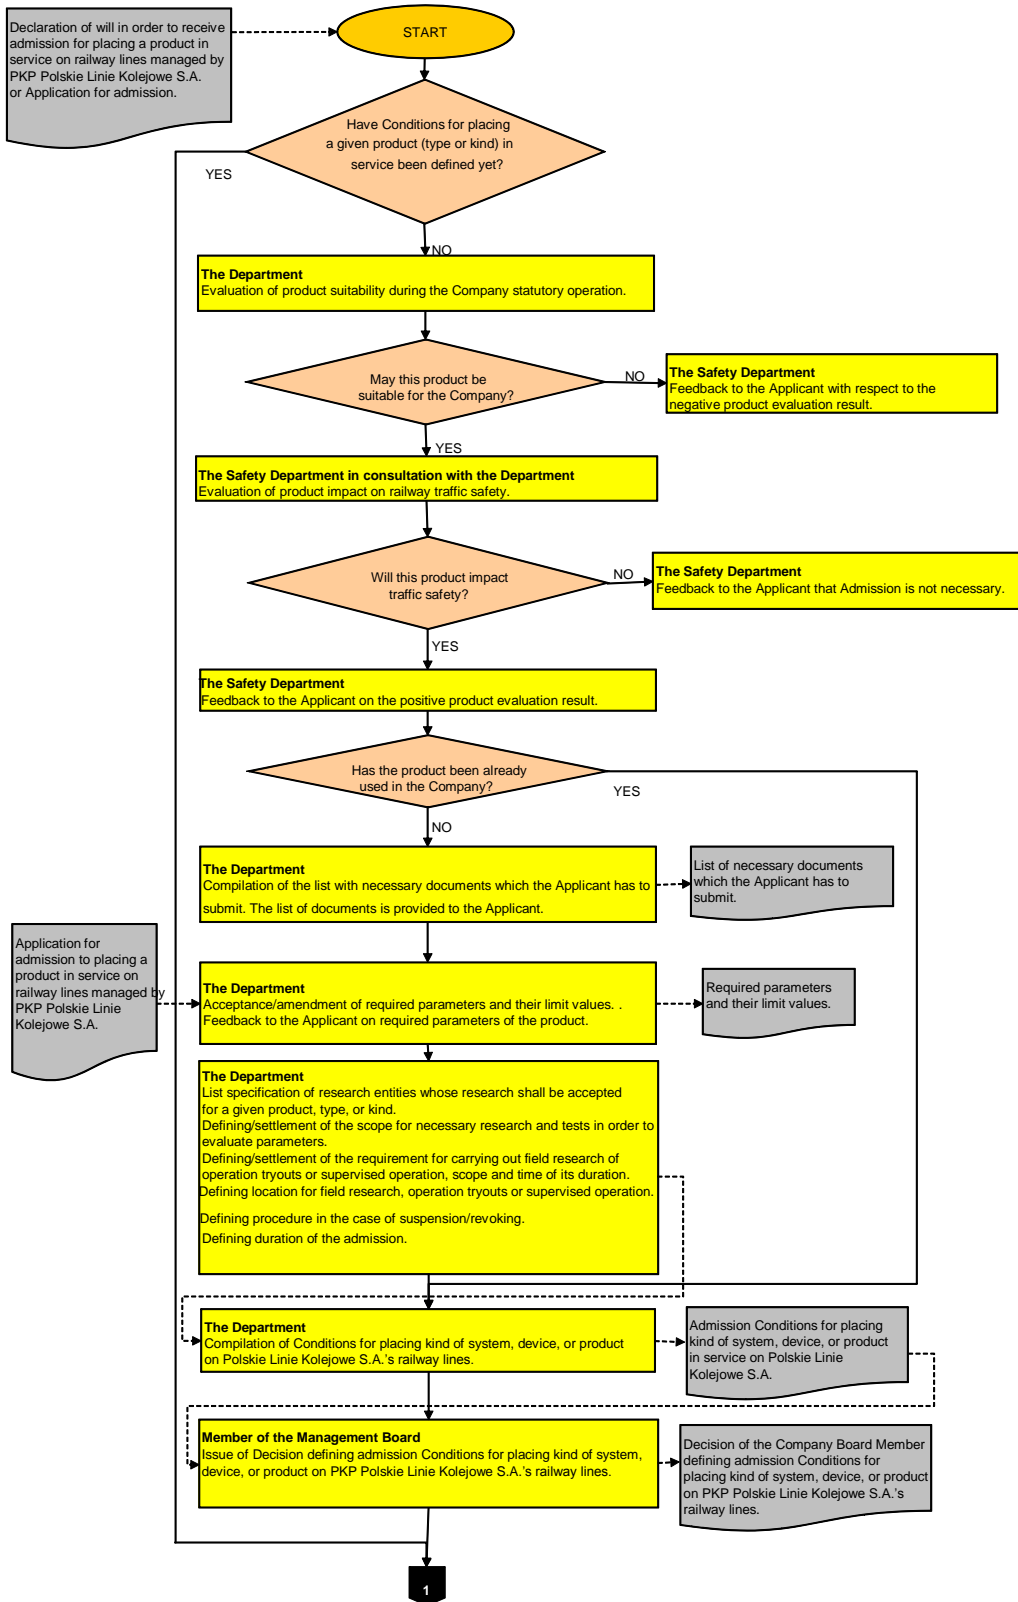 Declaration of will in order to receive
admission for placing a product in
service on railway lines managed by
PKP Polskie Linie Kolejowe S.A.
or Application for admission.
START
Have Conditions for placing
a given product (type or kind) in
service been defined yet?
YES
NO
The Department
Evaluation of product suitability during the Company statutory operation.
May this product be
suitable for the Company?
NO
The Safety Department
Feedback to the Applicant with respect to the
negative product evaluation result.
YES
The Safety Department in consultation with the Department
Evaluation of product impact on railway traffic safety.
Will this product impact
traffic safety?
NO
The Safety Department
Feedback to the Applicant that Admission is not necessary.
YES
The Safety Department
Feedback to the Applicant on the positive product evaluation result.
Has the product been already
used in the Company?
YES
NO
The Department
Compilation of the list with necessary documents which the Applicant has to
submit. The list of documents is provided to the Applicant.
List of necessary documents
which the Applicant has to
submit.
Application for
admission to placing a
product in service on
railway lines managed by
PKP Polskie Linie
Kolejowe S.A.
The Department
Acceptance/amendment of required parameters and their limit values. .
Feedback to the Applicant on required parameters of the product.
Required parameters
and their limit values.
The Department
List specification of research entities whose research shall be accepted
for a given product, type, or kind.
Defining/settlement of the scope for necessary research and tests in order to
evaluate parameters.
Defining/settlement of the requirement for carrying out field research of
operation tryouts or supervised operation, scope and time of its duration.
Defining location for field research, operation tryouts or supervised operation.
Defining procedure in the case of suspension/revoking.
Defining duration of the admission.
The Department
Compilation of Conditions for placing kind of system, device, or product
on Polskie Linie Kolejowe S.A.'s railway lines.
Admission Conditions for placing
kind of system, device, or product
in service on Polskie Linie
Kolejowe S.A.
Member of the Management Board
Issue of Decision defining admission Conditions for placing kind of system,
device, or product on PKP Polskie Linie Kolejowe S.A.'s railway lines.
Decision of the Company Board Member
defining admission Conditions for
placing kind of system, device, or product
on PKP Polskie Linie Kolejowe S.A.'s
railway lines.
1